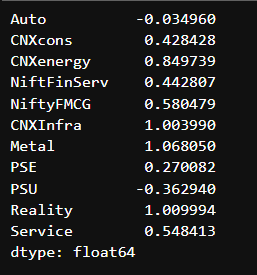 Auto -0.034960
CNXcons 0.428428
CNXenergy 0.849739
NiftFinServ 0.442807
NiftyFMCG 0.580479
CNXInfra 1.003990
Metal 1.068050
PSE 0.270082
PSU -0.362940
Reality 1.009994
Service 0.548413
dtype: float64